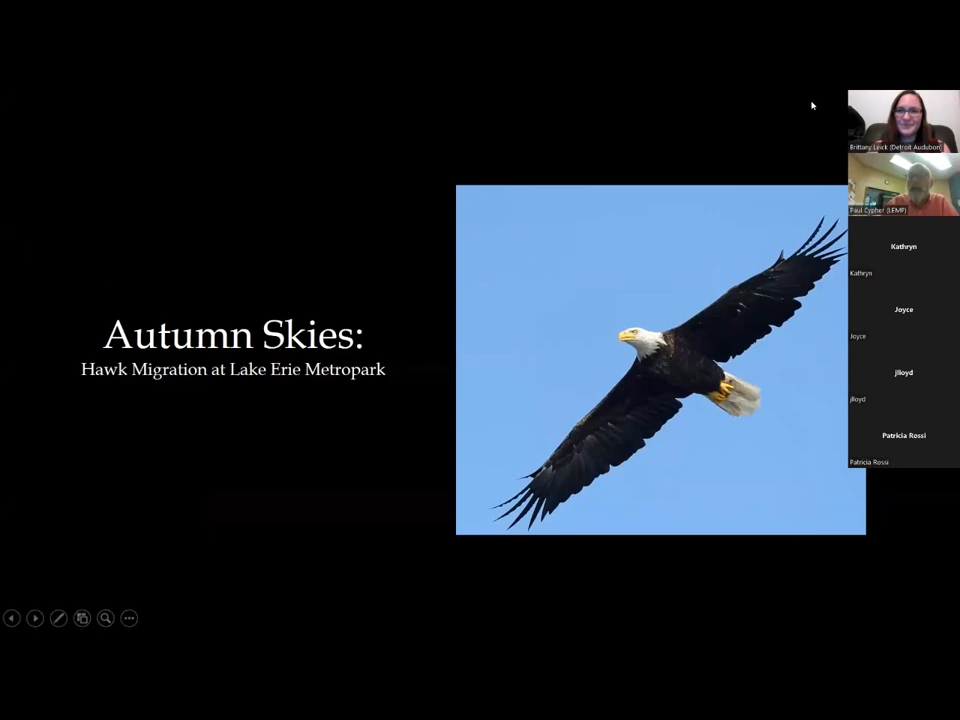 Autumn Skies:
Hawk Migration at Lake Erie Metropark
Brittany Leick (Detroit Audubon)
Paul Cypher (LEMP)
Kathryn
Kathryn
Joyce
Joyce
jlloyd
jlloyd
Patricia Rossi
Patricia Rossi